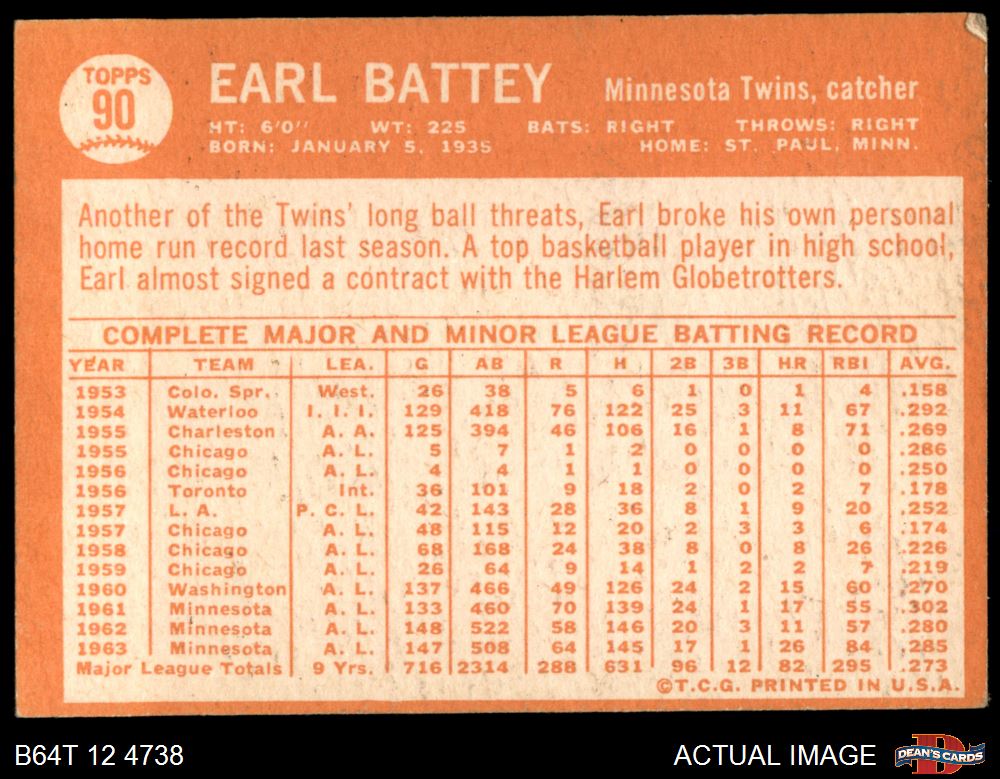 TOPPS
90
EARL BATTEY
Minnesota Twins, catcher
HT: 6'0" WT: 225 BATS: RIGHT THROWS: RIGHT
BORN: JANUARY 5, 1935 HOME: ST. PAUL, MINN.
Another of the Twins' long ball threats, Earl broke his own personal
home run record last season. A top basketball player in high school,
Earl almost signed a contract with the Harlem Globetrotters.
COMPLETE MAJOR AND MINOR LEAGUE BATTING RECORD
YEAR TEAM LEA. G AB R H 2B 3B HR RBI AVG.
1953 Colo. Spr. West. 26 38 5 6 1 0 1 4 .158
1954 Waterloo I. I. I. 129 418 76 122 25 3 11 67 .292
1955 Charleston A. A. 125 394 46 106 16 1 8 71 .269
1955 Chicago A. L. 5 7 1 2 0 0 0 0 .286
1956 Chicago A. L. 4 4 1 1 0 0 0 0 .250
1956 Toronto Int. 36 101 9 18 2 0 2 7 .178
1957 L. A. P. C. L. 42 143 28 36 8 1 9 20 .252
1957 Chicago A. L. 48 115 12 20 2 3 3 6 .174
1958 Chicago A. L. 68 168 24 38 8 0 8 26 .226
1959 Chicago A. L. 26 64 9 14 1 2 2 7 .219
1960 Washington A. L. 137 466 49 126 24 2 15 60 .270
1961 Minnesota A. L. 133 460 70 139 24 1 17 55 .302
1962 Minnesota A. L. 148 522 58 146 20 3 11 57 .280
1963 Minnesota A. L. 147 508 64 145 17 1 26 84 .285
Major League Totals 9 Yrs. 716 2314 288 631 96 12 82 295 .273
©T.C.G. PRINTED IN U.S.A.
B64T 12 4738
ACTUAL IMAGE
DEAN'S CARDS